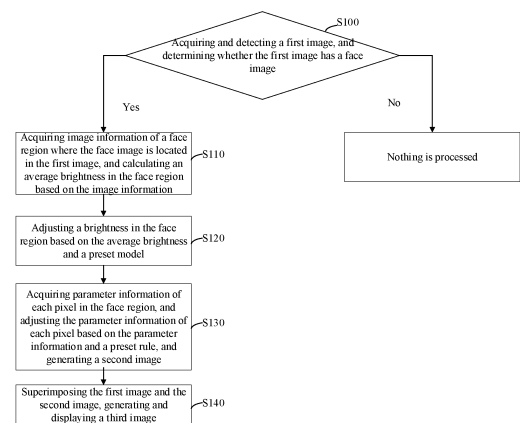 S100
Acquiring and detecting a first image, and
determining whether the first image has a face
image
Yes
No
Acquiring image information of a face
region where the face image is located
in the first image, and calculating an
average brightness in the face region
based on the image information
S110
Nothing is processed
Adjusting a brightness in the face
region based on the average brightness
and a preset model
S120
Acquiring parameter information of
each pixel in the face region, and
adjusting the parameter information of
each pixel based on the parameter
information and a preset rule, and
generating a second image
S130
Superimposing the first image and the
second image, generating and
displaying a third image
S140